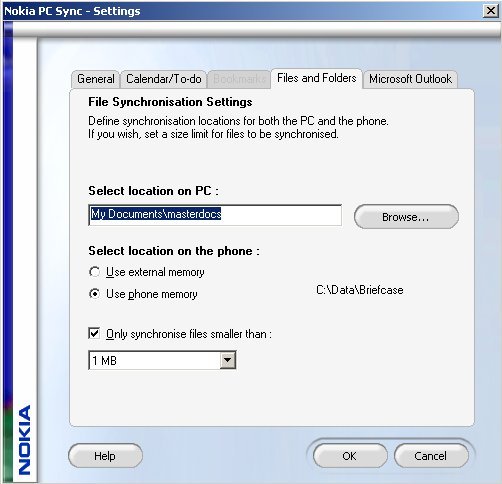 Nokia PC Sync - Settings
General Calendar/To-do Bookmarks Files and Folders Microsoft Outlook
File Synchronisation Settings
Define synchronisation locations for both the PC and the phone.
If you wish, set a size limit for files to be synchronised.
Select location on PC :
My Documents\masterdocs Browse...
Select location on the phone :
Use external memory
Use phone memory C:\Data\Briefcase
Only synchronise files smaller than :
1 MB
NOKIA
Help OK Cancel